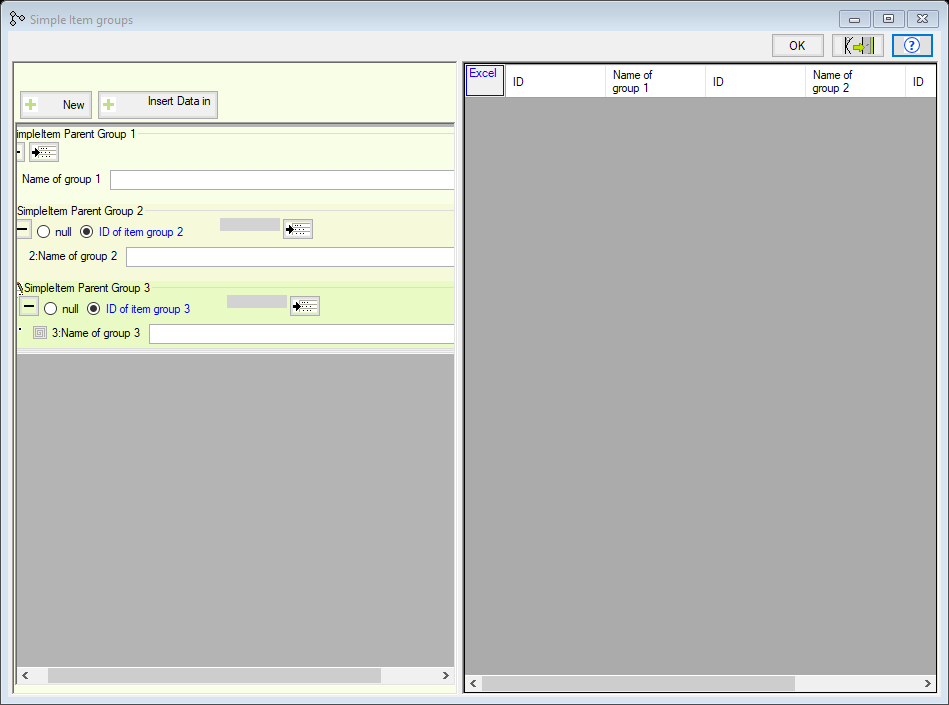 Simple Item groups
OK
New
Insert Data in
impleItem Parent Group 1
Name of group 1
SimpleItem Parent Group 2
null
ID of item group 2
2:Name of group 2
SimpleItem Parent Group 3
null
ID of item group 3
3:Name of group 3
Excel
ID
Name of
group 1
ID
Name of
group 2
ID